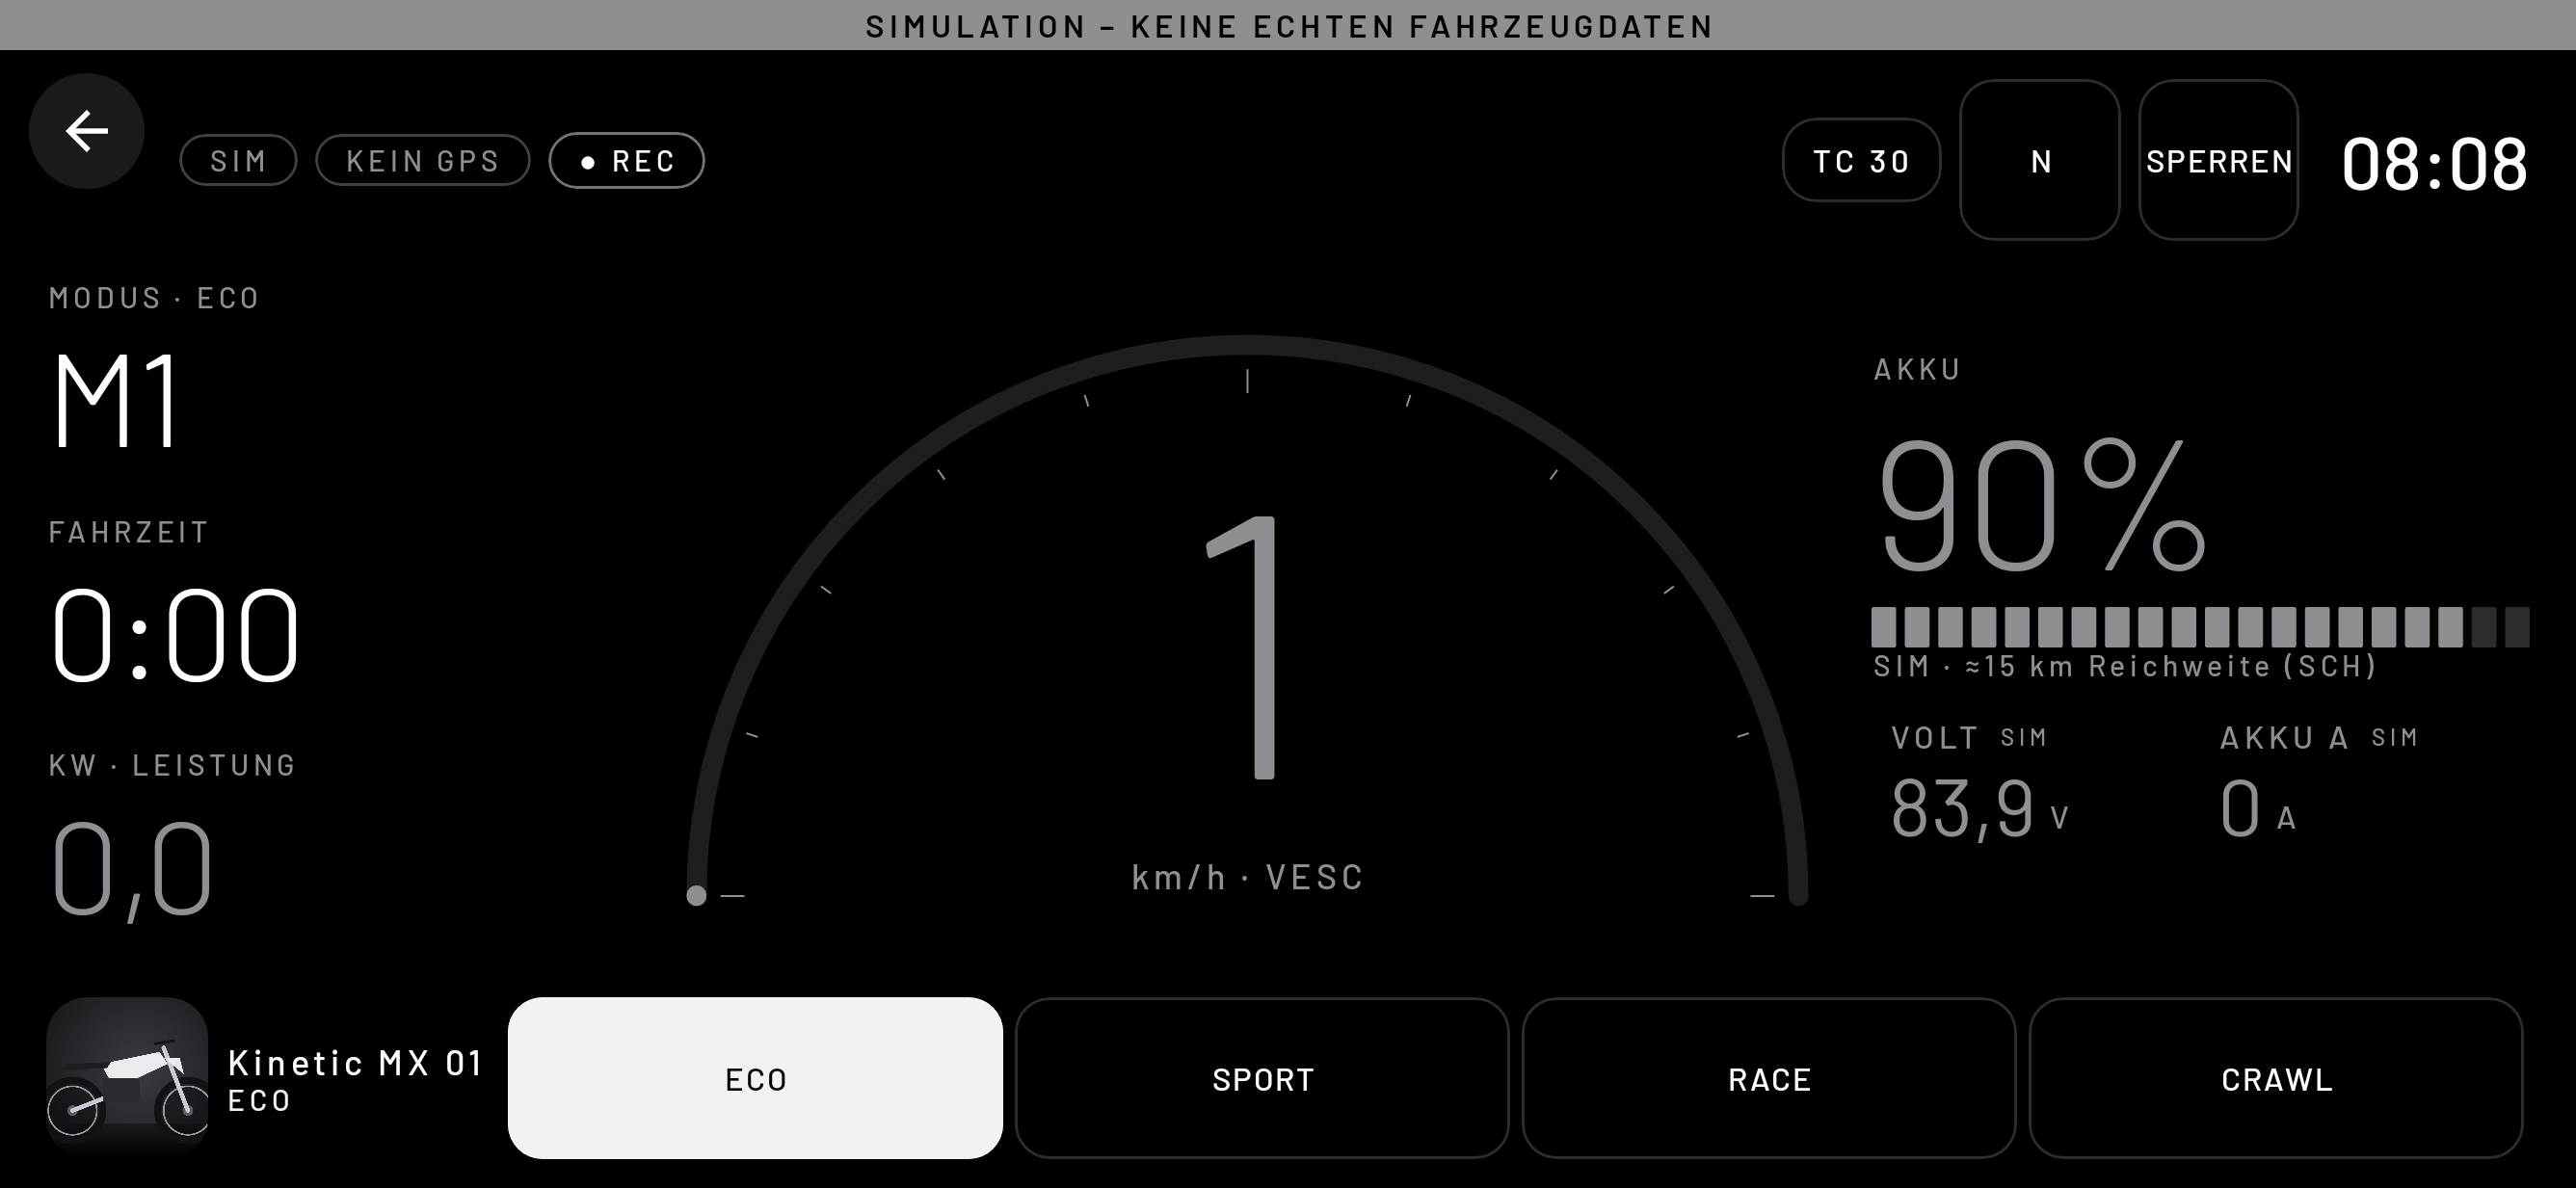 SIMULATION – KEINE ECHTEN FAHRZEUGDATEN
SIM
KEIN GPS
● REC
TC 30
N
SPERREN
08:08
MODUS · ECO
M1
FAHRZEIT
0:00
KW · LEISTUNG
0,0
1
km/h · VESC
AKKU
90%
SIM · ≈15 km Reichweite (SCH)
VOLT SIM
83,9 V
AKKU A SIM
0 A
Kinetic MX 01
ECO
ECO
SPORT
RACE
CRAWL